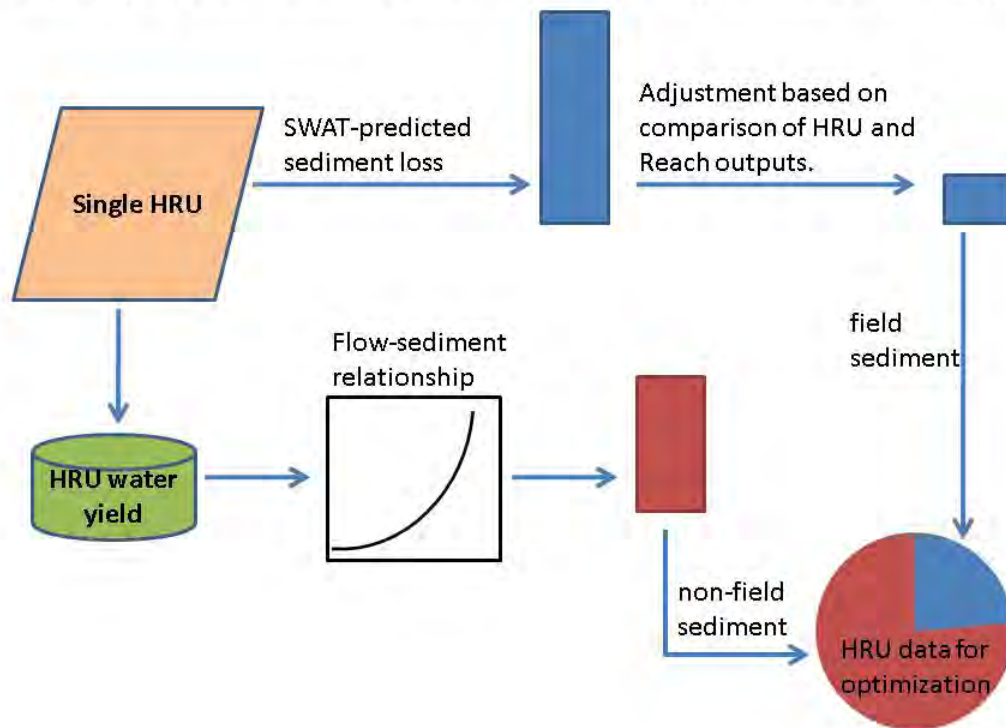 SWAT-predicted
sediment loss
Adjustment based on
comparison of HRU and
Reach outputs.
Single HRU
field
sediment
Flow-sediment
relationship
HRU water
yield
non-field
sediment
HRU data for
optimization